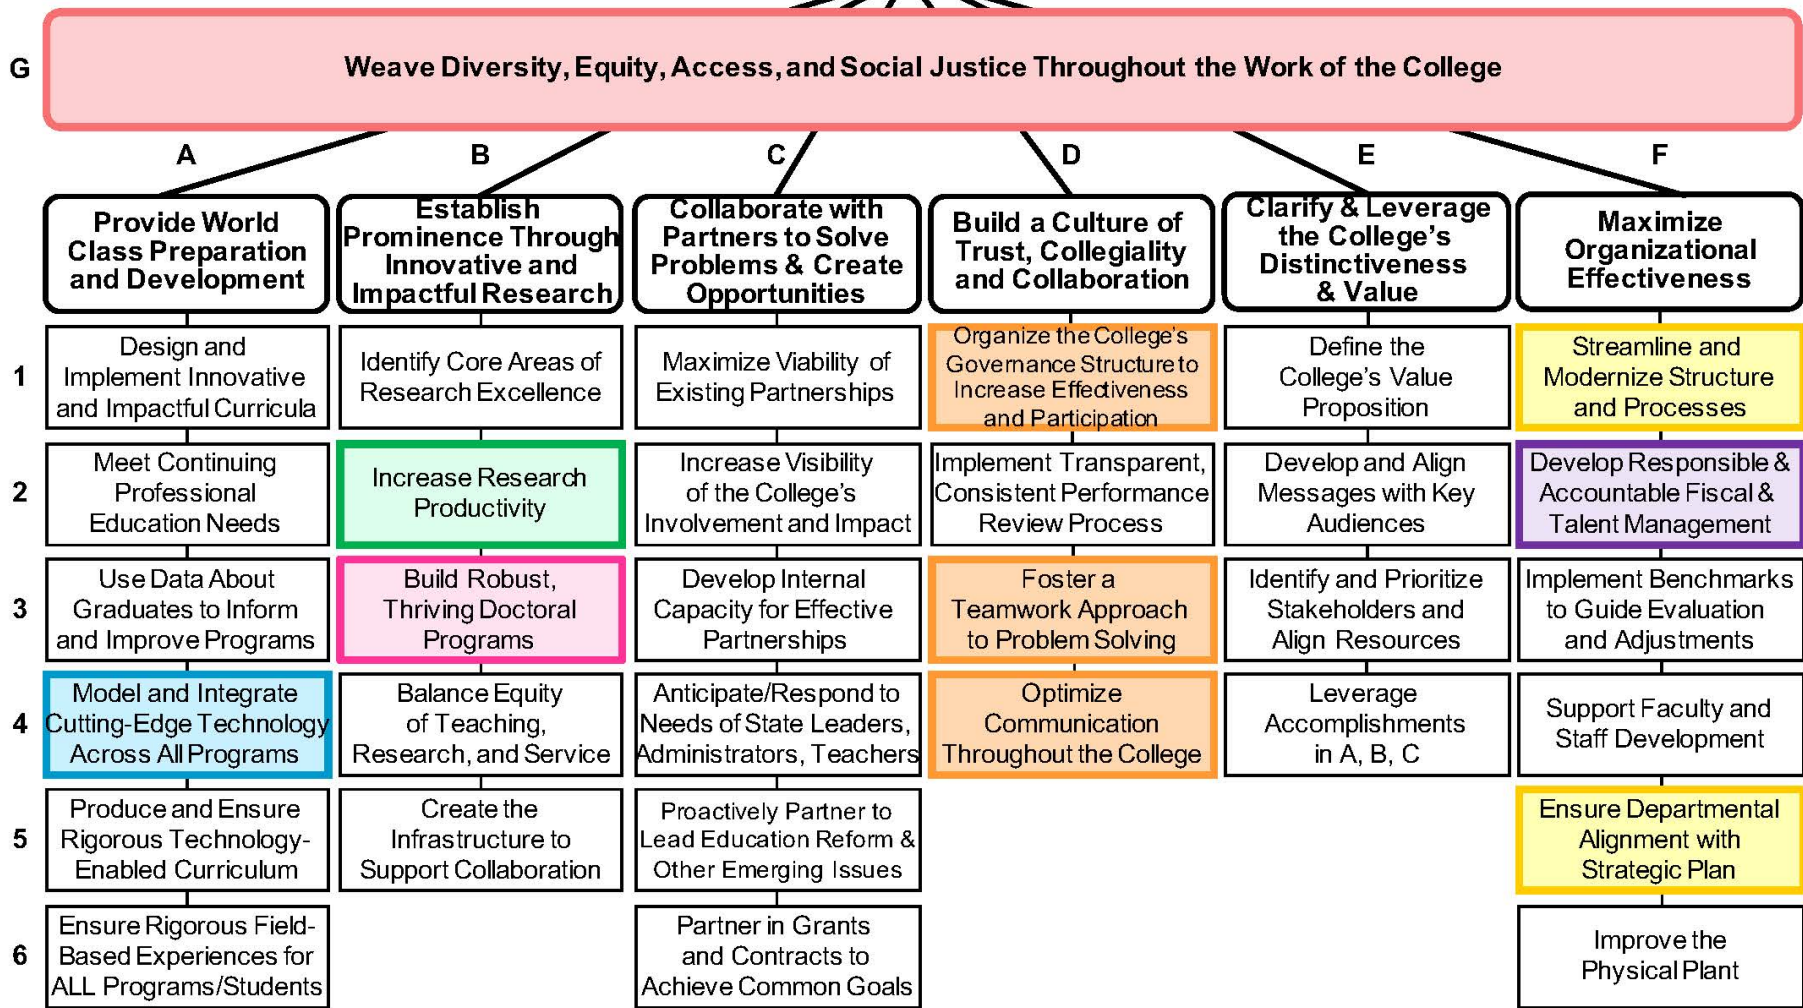 G
Weave Diversity, Equity, Access, and Social Justice Throughout the Work of the College
A
B
C
D
E
F
Provide World
Class Preparation
and Development
Establish
Prominence Through
Innovative and
Impactful Research
Collaborate with
Partners to Solve
Problems & Create
Opportunities
Build a Culture of
Trust, Collegiality
and Collaboration
Clarify & Leverage
the College's
Distinctiveness
& Value
Maximize
Organizational
Effectiveness
1
Design and
Implement Innovative
and Impactful Curricula
Identify Core Areas of
Research Excellence
Maximize Viability of
Existing Partnerships
Organize the College's
Governance Structure to
Increase Effectiveness
and Participation
Define the
College's Value
Proposition
Streamline and
Modernize Structure
and Processes
2
Meet Continuing
Professional
Education Needs
Increase Research
Productivity
Increase Visibility
of the College's
Involvement and Impact
Implement Transparent,
Consistent Performance
Review Process
Develop and Align
Messages with Key
Audiences
Develop Responsible &
Accountable Fiscal &
Talent Management
3
Use Data About
Graduates to Inform
and Improve Programs
Build Robust,
Thriving Doctoral
Programs
Develop Internal
Capacity for Effective
Partnerships
Foster a
Teamwork Approach
to Problem Solving
Identify and Prioritize
Stakeholders and
Align Resources
Implement Benchmarks
to Guide Evaluation
and Adjustments
4
Model and Integrate
Cutting-Edge Technology
Across All Programs
Balance Equity
of Teaching,
Research, and Service
Anticipate/Respond to
Needs of State Leaders,
Administrators, Teachers
Optimize
Communication
Throughout the College
Leverage
Accomplishments
in A, B, C
Support Faculty and
Staff Development
5
Produce and Ensure
Rigorous Technology-
Enabled Curriculum
Create the
Infrastructure to
Support Collaboration
Proactively Partner to
Lead Education Reform &
Other Emerging Issues
Ensure Departmental
Alignment with
Strategic Plan
6
Ensure Rigorous Field-
Based Experiences for
ALL Programs/Students
Partner in Grants
and Contracts to
Achieve Common Goals
Improve the
Physical Plant